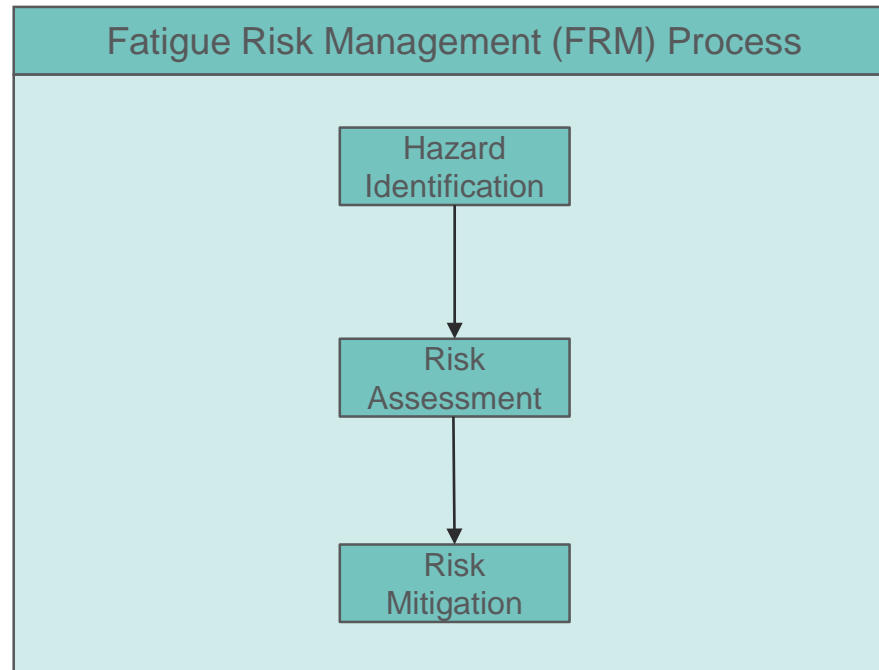 Fatigue Risk Management (FRM) Process
Hazard
Identification
Risk
Assessment
Risk
Mitigation